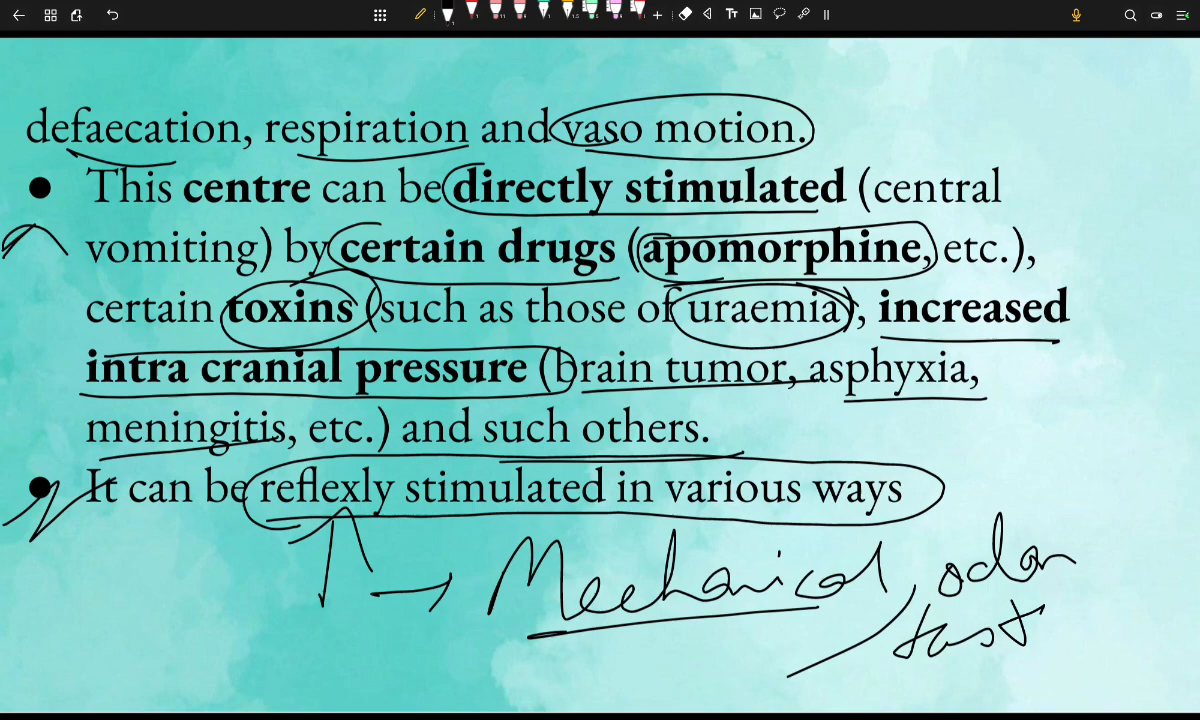 defaecation, respiration and vaso motion.
● This centre can be directly stimulated (central
vomiting) by certain drugs (apomorphine, etc.),
certain toxins (such as those of uraemia), increased
intra cranial pressure (brain tumor, asphyxia,
meningitis, etc.) and such others.
● It can be reflexly stimulated in various ways
→ Mechanical, odor
tast